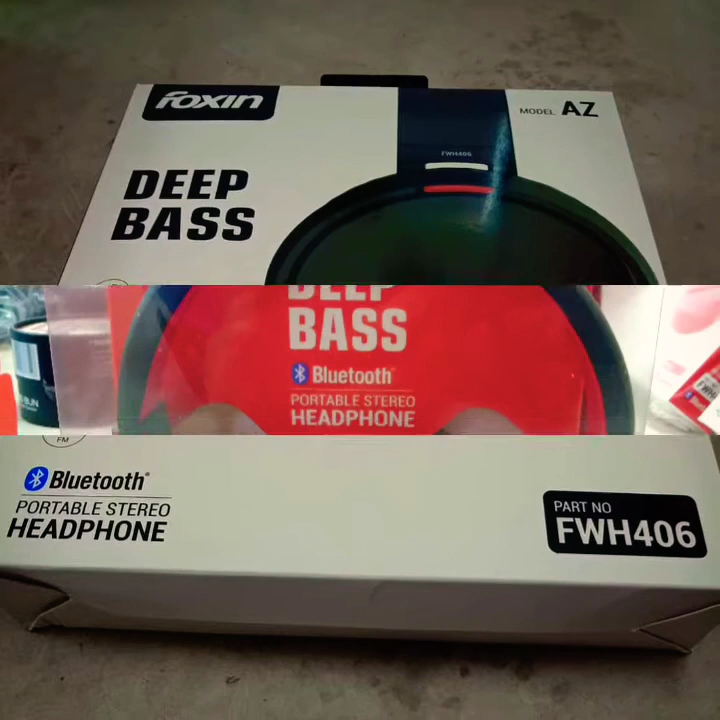 foxin
MODEL AZ
FWH406
DEEP
BASS
DEEP
BASS
Bluetooth
PORTABLE STEREO
HEADPHONE
FM
Bluetooth
PORTABLE STEREO
HEADPHONE
PART NO
FWH406